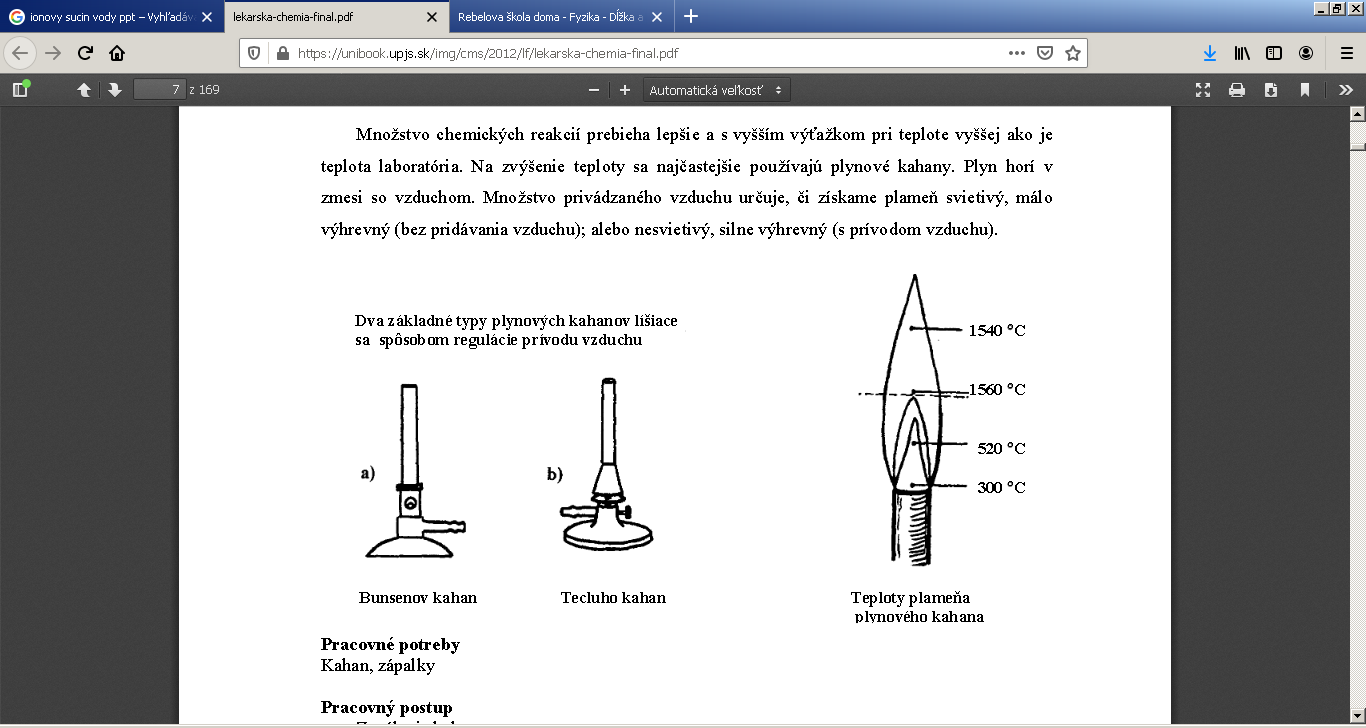 ionovy sucin vody ppt – Vyhľadáv
lekarska-chemia-final.pdf
Rebelova škola doma - Fyzika - Dĺžka a
https://unibook.upjs.sk/img/cms/2012/lf/lekarska-chemia-final.pdf
7 z 169
Automatická veľkosť
Množstvo chemických reakcií prebieha lepšie a s vyšším výťažkom pri teplote vyššej ako je
teplota laboratória. Na zvýšenie teploty sa najčastejšie používajú plynové kahany. Plyn horí v
zmesi so vzduchom. Množstvo privádzaného vzduchu určuje, či získame plameň svietivý, málo
výhrevný (bez pridávania vzduchu); alebo nesvietivý, silne výhrevný (s prívodom vzduchu).
Dva základné typy plynových kahanov líšiace
sa spôsobom regulácie prívodu vzduchu
1540 °C
1560 °C
520 °C
300 °C
a)
b)
Bunsenov kahan
Tecluho kahan
Teploty plameňa
plynového kahana
Pracovné potreby
Kahan, zápalky
Pracovný postup